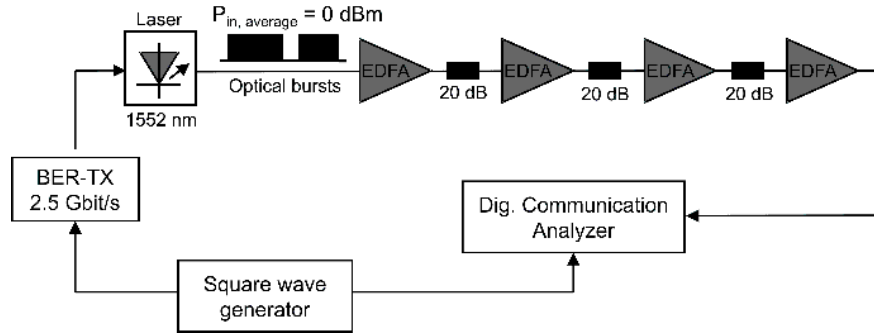 Laser
P in, average = 0 dBm
EDFA
EDFA
EDFA
EDFA
Optical bursts
20 dB
20 dB
20 dB
1552 nm
BER-TX
2.5 Gbit/s
Dig. Communication
Analyzer
Square wave
generator